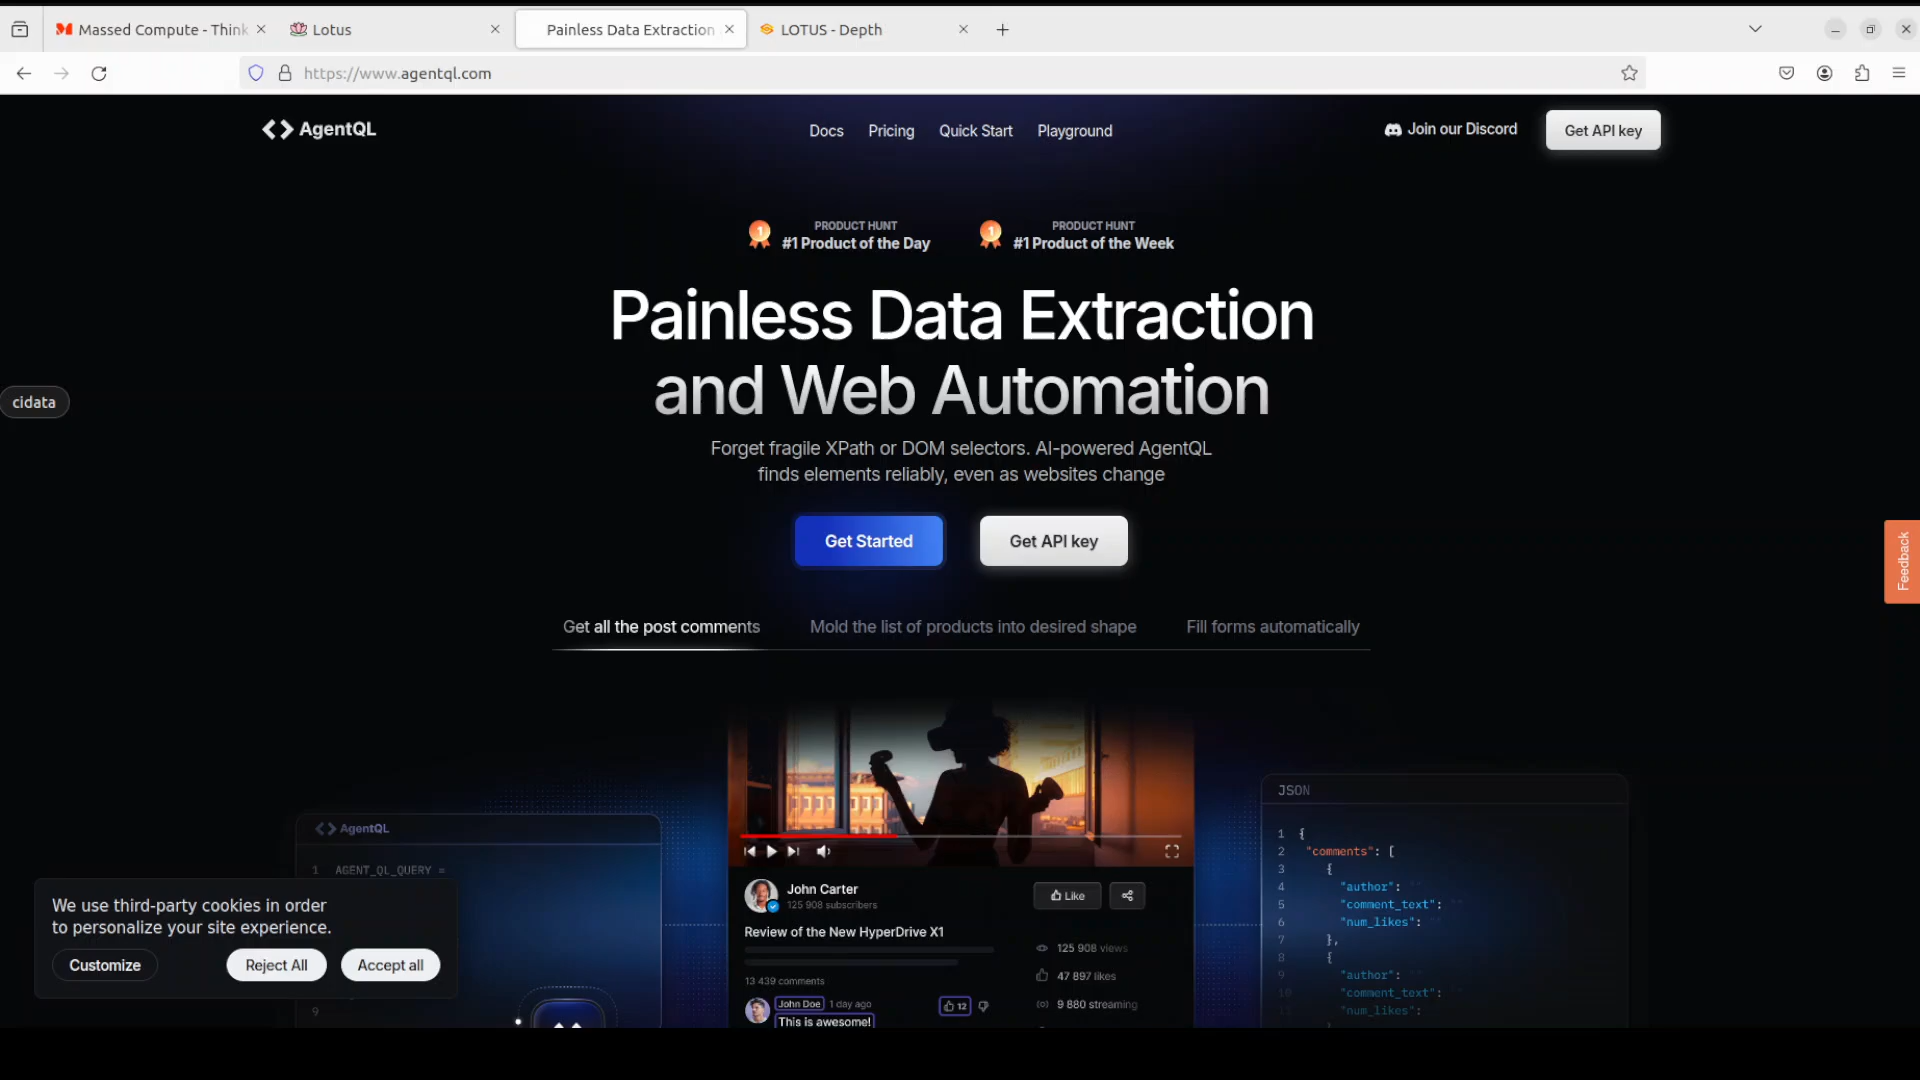 Massed Compute - Think
Lotus
Painless Data Extraction
LOTUS - Depth
https://www.agentql.com
AgentQL
Docs
Pricing
Quick Start
Playground
Join our Discord
Get API key
PRODUCT HUNT
#1 Product of the Day
PRODUCT HUNT
#1 Product of the Week
Painless Data Extraction
and Web Automation
cidata
Forget fragile XPath or DOM selectors. AI-powered AgentQL
finds elements reliably, even as websites change
Get Started
Get API key
Feedback
Get all the post comments
Mold the list of products into desired shape
Fill forms automatically
AgentQL
1 AGENT_QL_QUERY =
9
We use third-party cookies in order
to personalize your site experience.
Customize
Reject All
Accept all
John Carter
125 908 subscribers
Like
Review of the New HyperDrive X1
125 908 views
47 897 likes
13 439 comments
9 880 streaming
John Doe 1 day ago
12
This is awesome!
JSON
1 {
2 "comments": [
3 {
4 "author":
5 "comment_text":
6 "num_likes":
7 },
8 {
9 "author":
10 "comment_text":
11 "num_likes":